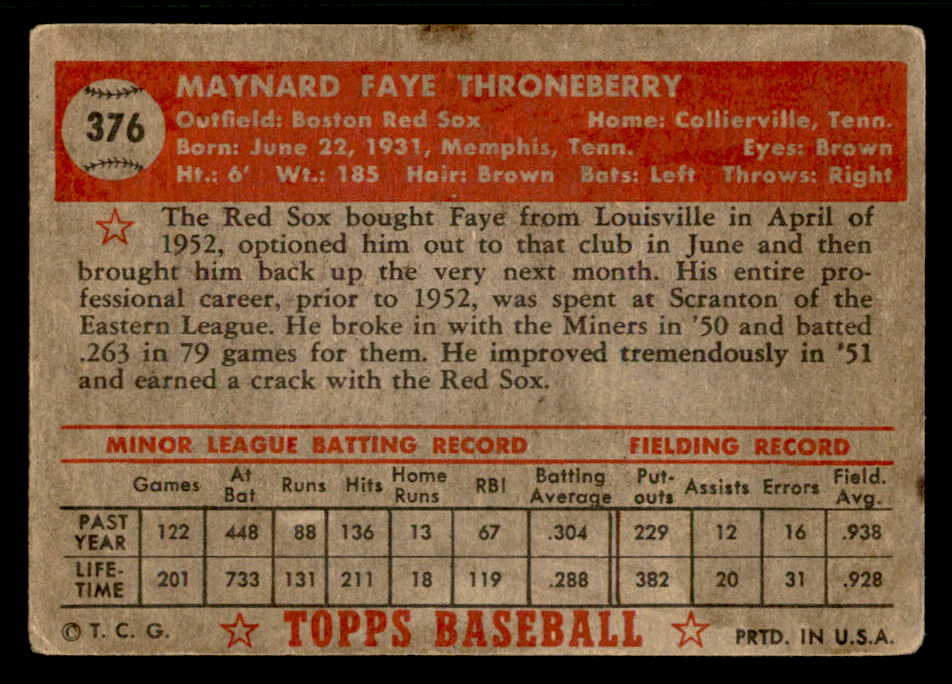 376
MAYNARD FAYE THRONEBERRY
Outfield: Boston Red Sox Home: Collierville, Tenn.
Born: June 22, 1931, Memphis, Tenn. Eyes: Brown
Ht.: 6' Wt.: 185 Hair: Brown Bats: Left Throws: Right
The Red Sox bought Faye from Louisville in April of
1952, optioned him out to that club in June and then
brought him back up the very next month. His entire pro-
fessional career, prior to 1952, was spent at Scranton of the
Eastern League. He broke in with the Miners in '50 and batted
.263 in 79 games for them. He improved tremendously in '51
and earned a crack with the Red Sox.
MINOR LEAGUE BATTING RECORD FIELDING RECORD
Games At Bat Runs Hits Home Runs RBI Batting Average Put-outs Assists Errors Field. Avg.
PAST YEAR 122 448 88 136 13 67 .304 229 12 16 .938
LIFE-TIME 201 733 131 211 18 119 .288 382 20 31 .928
© T. C. G. TOPPS BASEBALL PRTD. IN U.S.A.